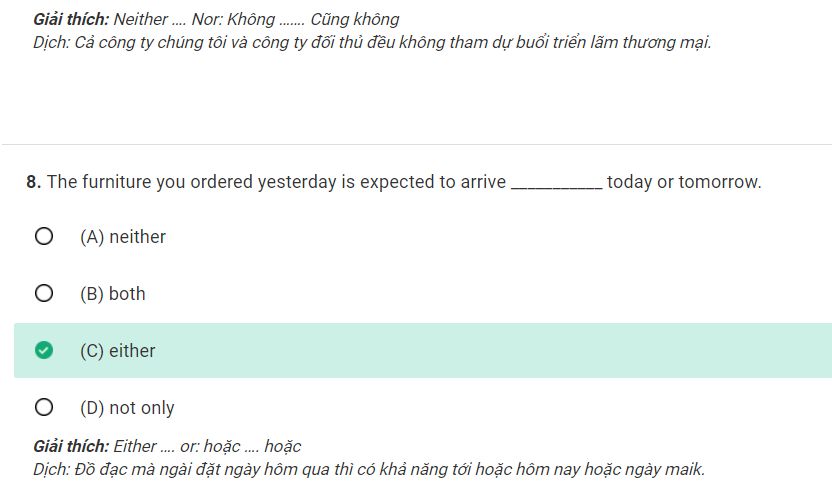 Giải thích: Neither .... Nor: Không ....... Cũng không
Dịch: Cả công ty chúng tôi và công ty đối thủ đều không tham dự buổi triển lãm thương mại.
8. The furniture you ordered yesterday is expected to arrive ___________ today or tomorrow.
(A) neither
(B) both
(C) either
(D) not only
Giải thích: Either .... or: hoặc .... hoặc
Dịch: Đồ đạc mà ngài đặt ngày hôm qua thì có khả năng tới hoặc hôm nay hoặc ngày maik.